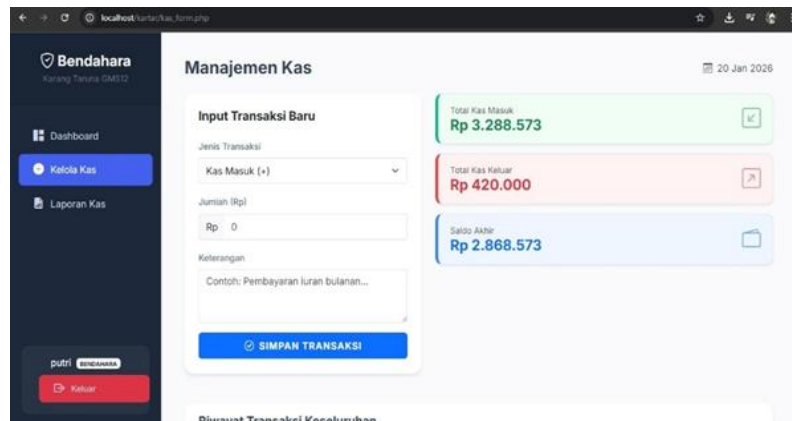 localhost/kartar/kas_form.php
Bendahara
Karang Taruna GMS12
Dashboard
Kelola Kas
Laporan Kas
putri BENDAHARA
Keluar
Manajemen Kas
20 Jan 2026
Input Transaksi Baru
Jenis Transaksi
Kas Masuk (+)
Jumlah (Rp)
Rp 0
Keterangan
Contoh: Pembayaran iuran bulanan...
SIMPAN TRANSAKSI
Total Kas Masuk
Rp 3.288.573
Total Kas Keluar
Rp 420.000
Saldo Akhir
Rp 2.868.573
Riwayat Transaksi Keseluruhan